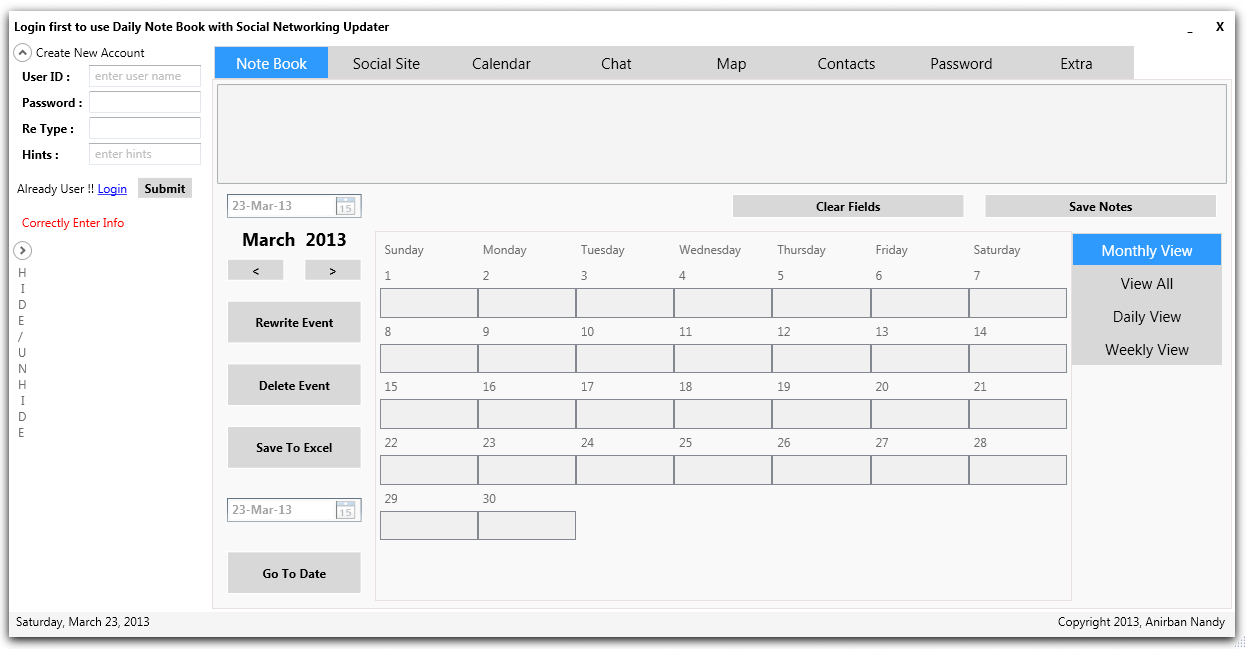 Login first to use Daily Note Book with Social Networking Updater
_ X
Create New Account
User ID : enter user name
Password :
Re Type :
Hints : enter hints
Already User !! Login Submit
Correctly Enter Info
H
I
D
E
/
U
N
H
I
D
E
Note Book Social Site Calendar Chat Map Contacts Password Extra
23-Mar-13 15 Clear Fields Save Notes
March 2013
< >
Rewrite Event
Delete Event
Save To Excel
23-Mar-13 15
Go To Date
Sunday Monday Tuesday Wednesday Thursday Friday Saturday
1 2 3 4 5 6 7
8 9 10 11 12 13 14
15 16 17 18 19 20 21
22 23 24 25 26 27 28
29 30
Monthly View
View All
Daily View
Weekly View
Saturday, March 23, 2013 Copyright 2013, Anirban Nandy